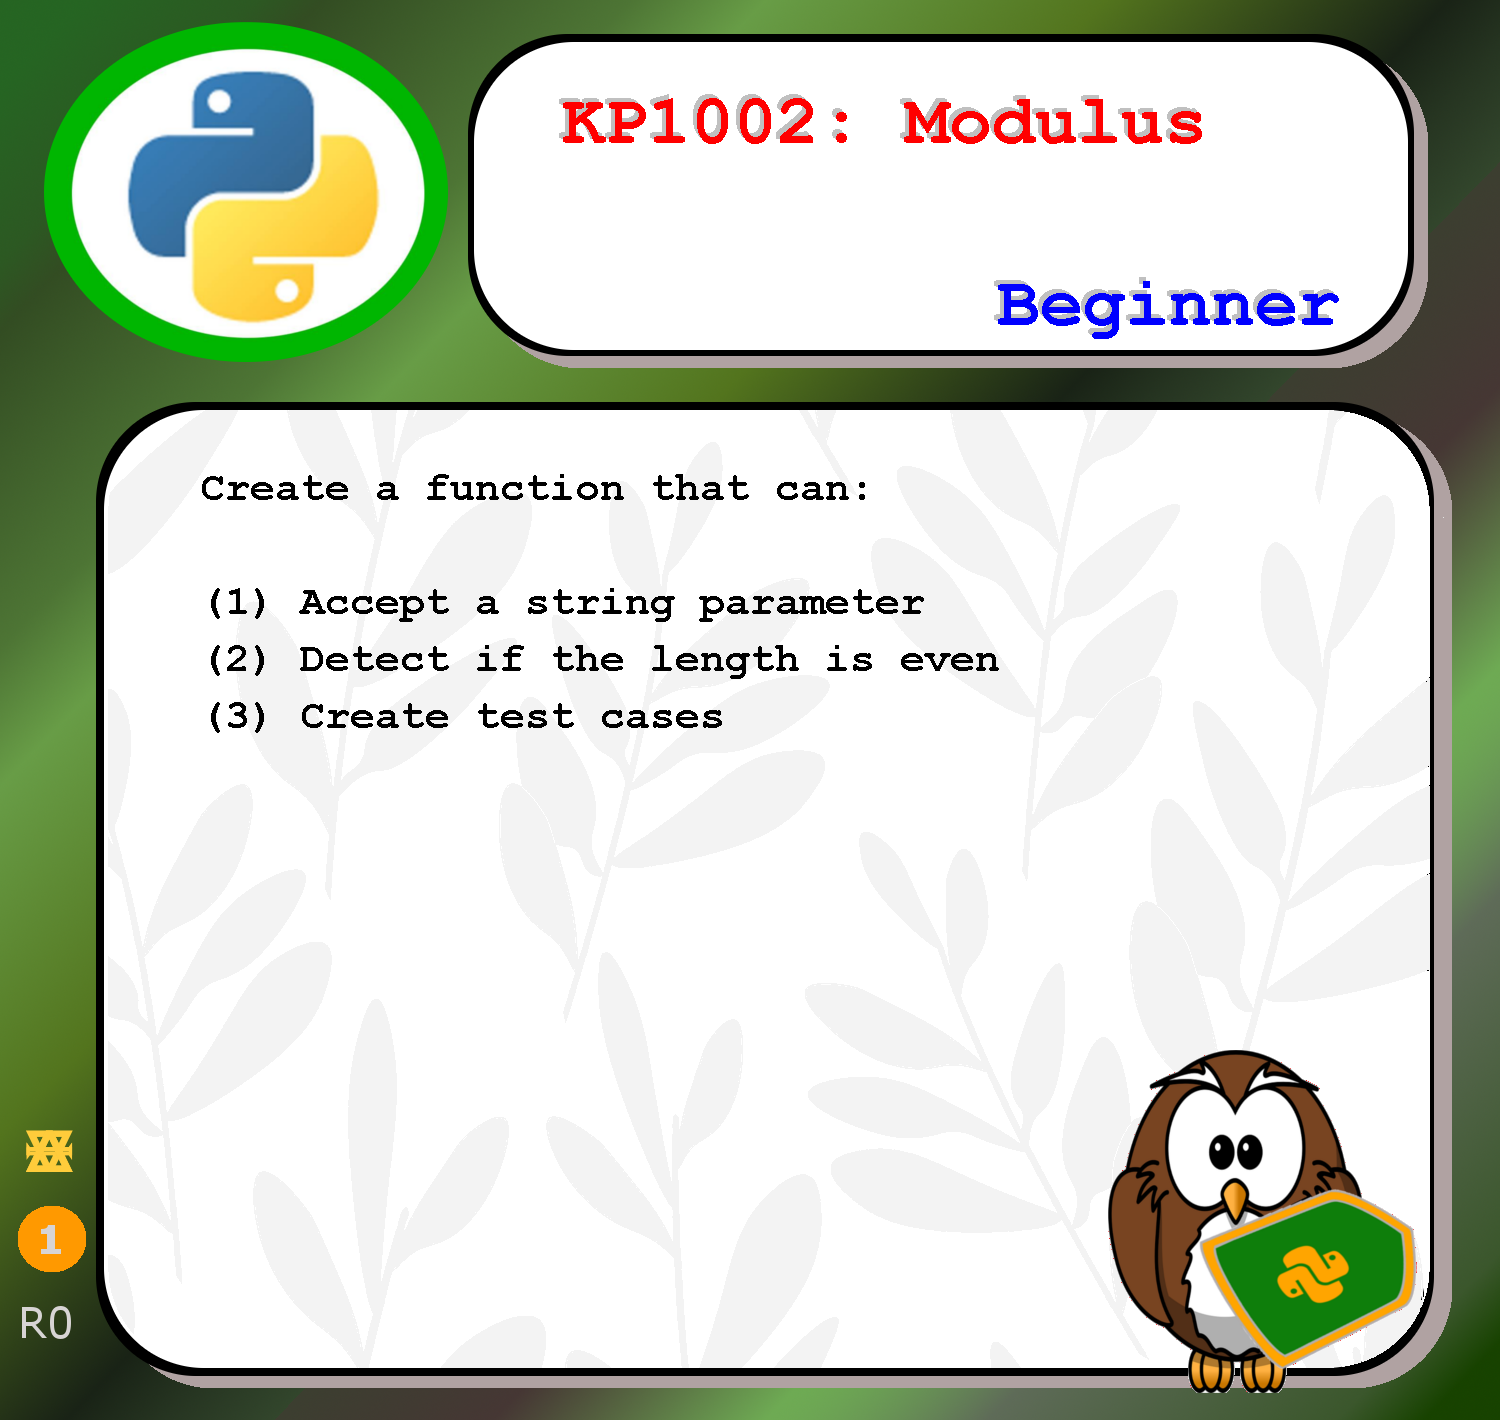 KP1002: Modulus
Beginner
Create a function that can:
(1) Accept a string parameter
(2) Detect if the length is even
(3) Create test cases
1
R0